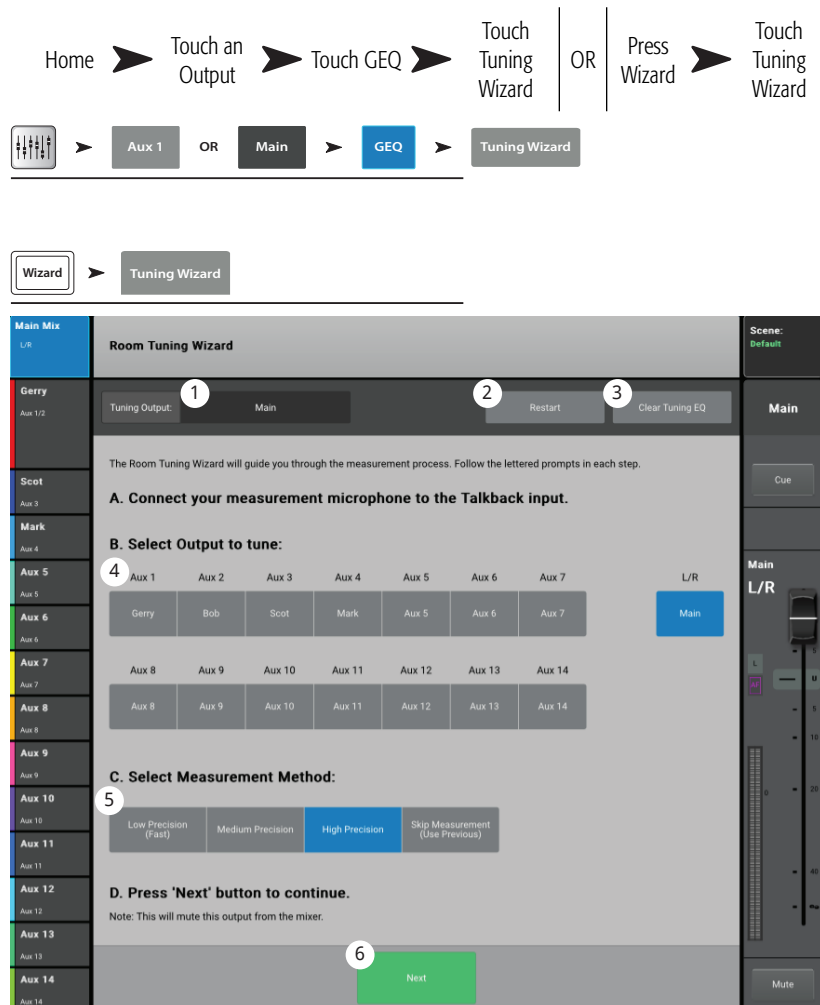 Home
Touch an
Output
Touch GEQ
Touch
Tuning
Wizard
OR
Press
Wizard
Touch
Tuning
Wizard
Aux 1
OR
Main
GEQ
Tuning Wizard
Wizard
Tuning Wizard
Main Mix
L/R
Room Tuning Wizard
Scene:
Default
Gerry
Aux 1/2
Scot
Aux 3
Mark
Aux 4
Aux 5
Aux 5
Aux 6
Aux 6
Aux 7
Aux 7
Aux 8
Aux 8
Aux 9
Aux 9
Aux 10
Aux 10
Aux 11
Aux 11
Aux 12
Aux 12
Aux 13
Aux 13
Aux 14
Aux 14
1
2
3
Tuning Output: Main
Restart
Clear Tuning EQ
The Room Tuning Wizard will guide you through the measurement process. Follow the lettered prompts in each step.
A. Connect your measurement microphone to the Talkback input.
B. Select Output to tune:
4
Aux 1 Aux 2 Aux 3 Aux 4 Aux 5 Aux 6 Aux 7 L/R
Gerry Bob Scot Mark Aux 5 Aux 6 Aux 7 Main
Aux 8 Aux 9 Aux 10 Aux 11 Aux 12 Aux 13 Aux 14
Aux 8 Aux 9 Aux 10 Aux 11 Aux 12 Aux 13 Aux 14
C. Select Measurement Method:
5
Low Precision
(Fast)
Medium Precision
High Precision
Skip Measurement
(Use Previous)
D. Press 'Next' button to continue.
Note: This will mute this output from the mixer.
6
Next
Main
Cue
Main
L/R
5
L
U
5
10
0
20
40
∞
Mute